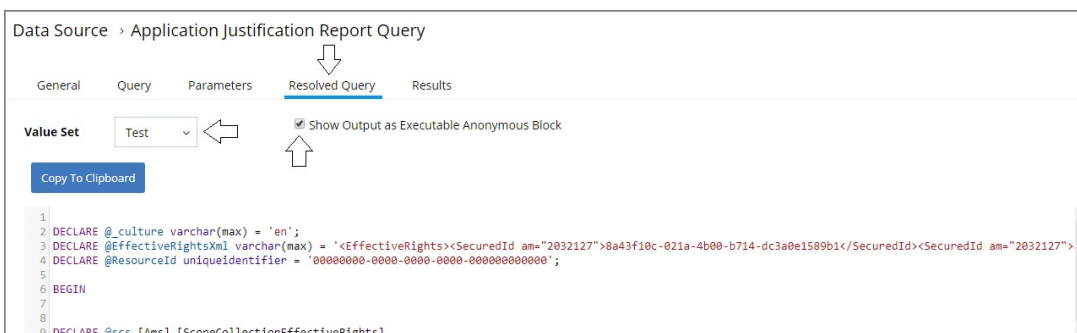 Data Source › Application Justification Report Query
General Query Parameters Resolved Query Results
Value Set Test Show Output as Executable Anonymous Block
Copy To Clipboard
1
2 DECLARE @_culture varchar(max) = 'en';
3 DECLARE @EffectiveRightsXml varchar(max) = '<EffectiveRights><SecuredId am="2032127">8a43f10c-021a-4b00-b714-dc3a0e1589b1</SecuredId><SecuredId am="2032127">
4 DECLARE @ResourceId uniqueidentifier = '00000000-0000-0000-0000-000000000000';
5
6 BEGIN
7
8
9 DECLARE @scs [Ams].[ScopeCollectionEffectiveRights]